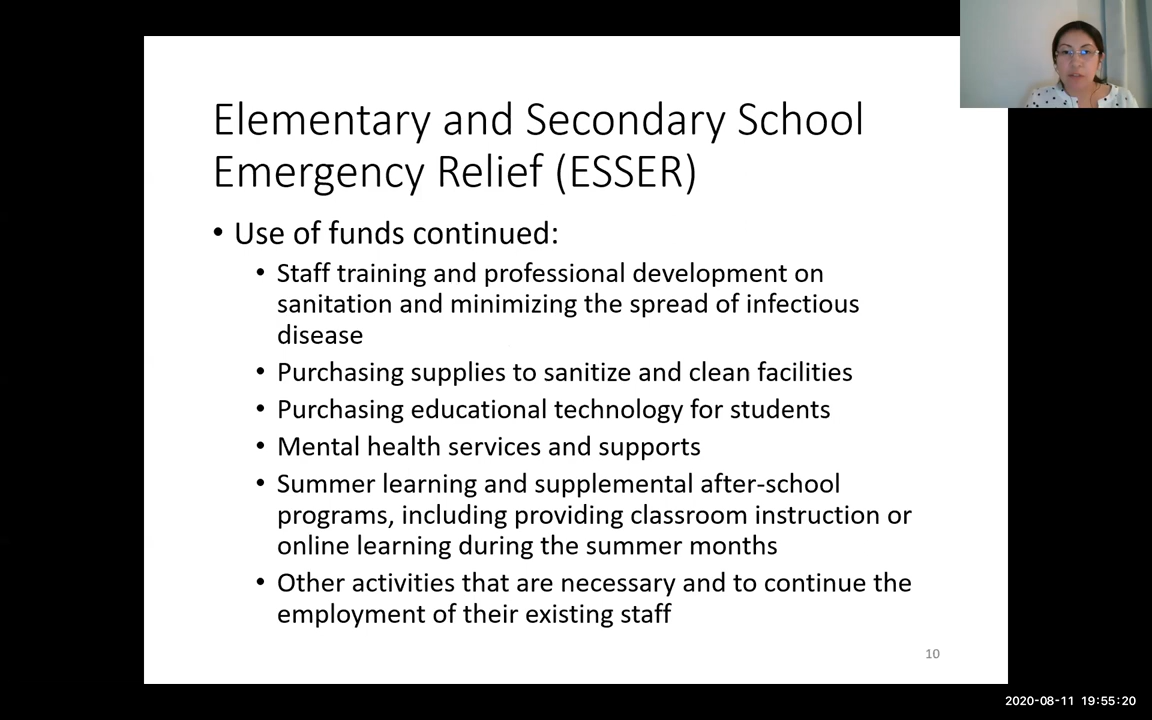 Elementary and Secondary School
Emergency Relief (ESSER)
• Use of funds continued:
• Staff training and professional development on
sanitation and minimizing the spread of infectious
disease
• Purchasing supplies to sanitize and clean facilities
• Purchasing educational technology for students
• Mental health services and supports
• Summer learning and supplemental after-school
programs, including providing classroom instruction or
online learning during the summer months
• Other activities that are necessary and to continue the
employment of their existing staff
10
2020-08-11 19:55:20